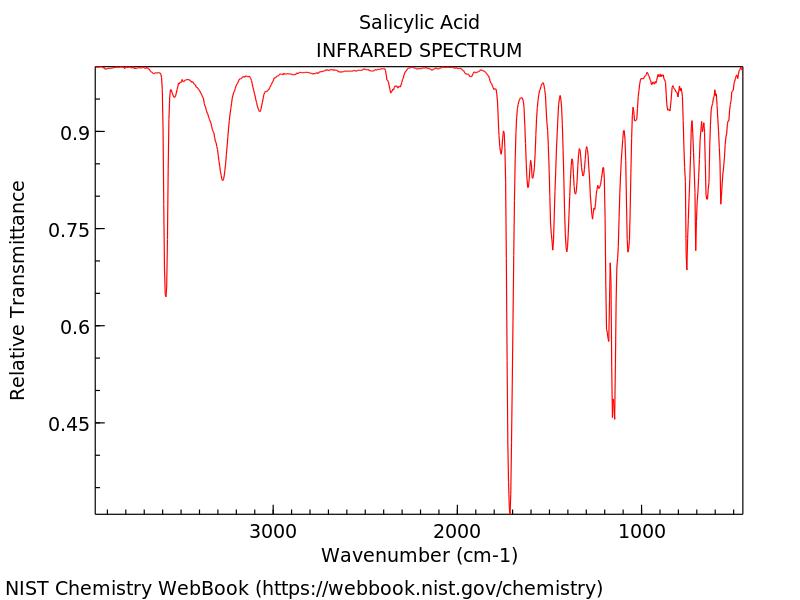 Salicylic Acid
INFRARED SPECTRUM
0.9
0.75
0.6
0.45
Relative Transmittance
3000 2000 1000
Wavenumber (cm-1)
NIST Chemistry WebBook (https://webbook.nist.gov/chemistry)